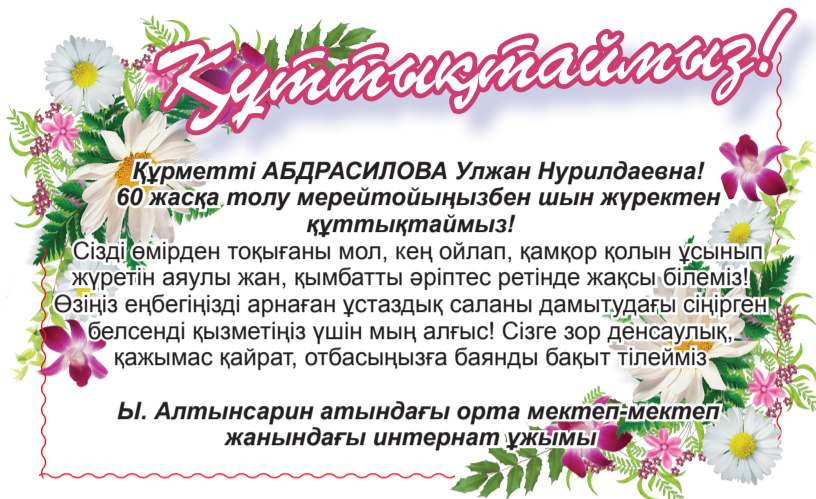 Құттықтаймыз!
Құрметті АБДРАСИЛОВА Улжан Нурилдаевна!
60 жасқа толу мерейтойыңызбен шын жүректен
құттықтаймыз!
Сізді өмірден тоқығаны мол, кең ойлап, қамқор қолын ұсынып
жүретін аяулы жан, қымбатты әріптес ретінде жақсы білеміз!
Өзіңіз еңбегіңізді арнаған ұстаздық саланы дамытудағы сіңірген
белсенді қызметіңіз үшін мың алғыс! Сізге зор денсаулық,
қажымас қайрат, отбасыңызға баянды бақыт тілейміз
Ы. Алтынсарин атындағы орта мектеп-мектеп
жанындағы интернат ұжымы